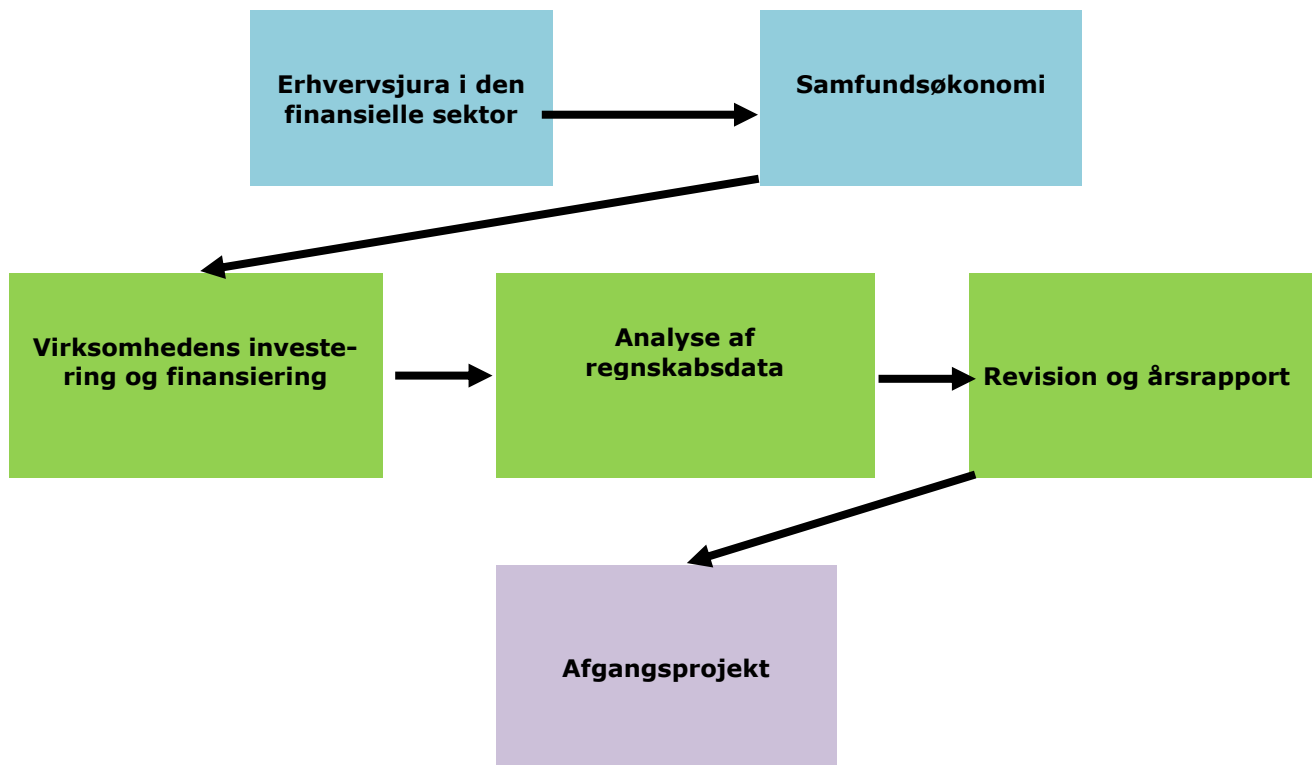 Erhvervsjura i den
finansielle sektor
Samfundsøkonomi
Virksomhedens investe-
ring og finansiering
Analyse af
regnskabsdata
Revision og årsrapport
Afgangsprojekt